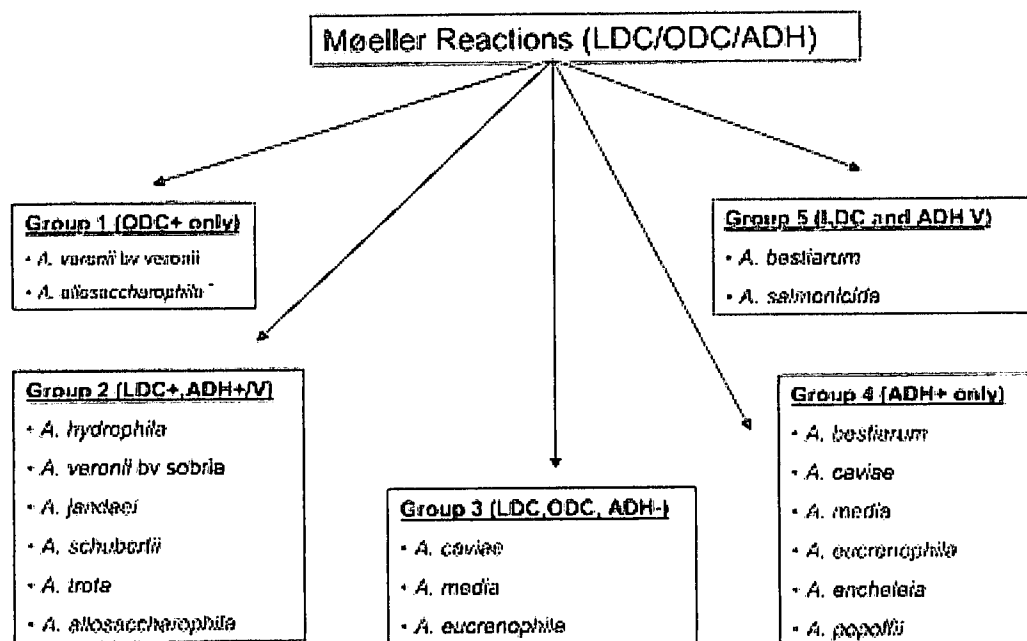 Møeller Reactions (LDC/ODC/ADH)
Group 1 (ODC+ only)
• A. veronii bv veronii
• A. allosaccharophila*
Group 5 (LDC and ADH V)
• A. bestiarum
• A. salmonicida
Group 2 (LDC+,ADH+/V)
• A. hydrophila
• A. veronii bv sobria
• A. jandaei
• A. schubertii
• A. trota
• A. allosaccharophila
Group 3 (LDC,ODC, ADH-)
• A. caviae
• A. media
• A. eucrenophila
Group 4 (ADH+ only)
• A. bestiarum
• A. caviae
• A. media
• A. eucrenophila
• A. encheleia
• A. popoffii